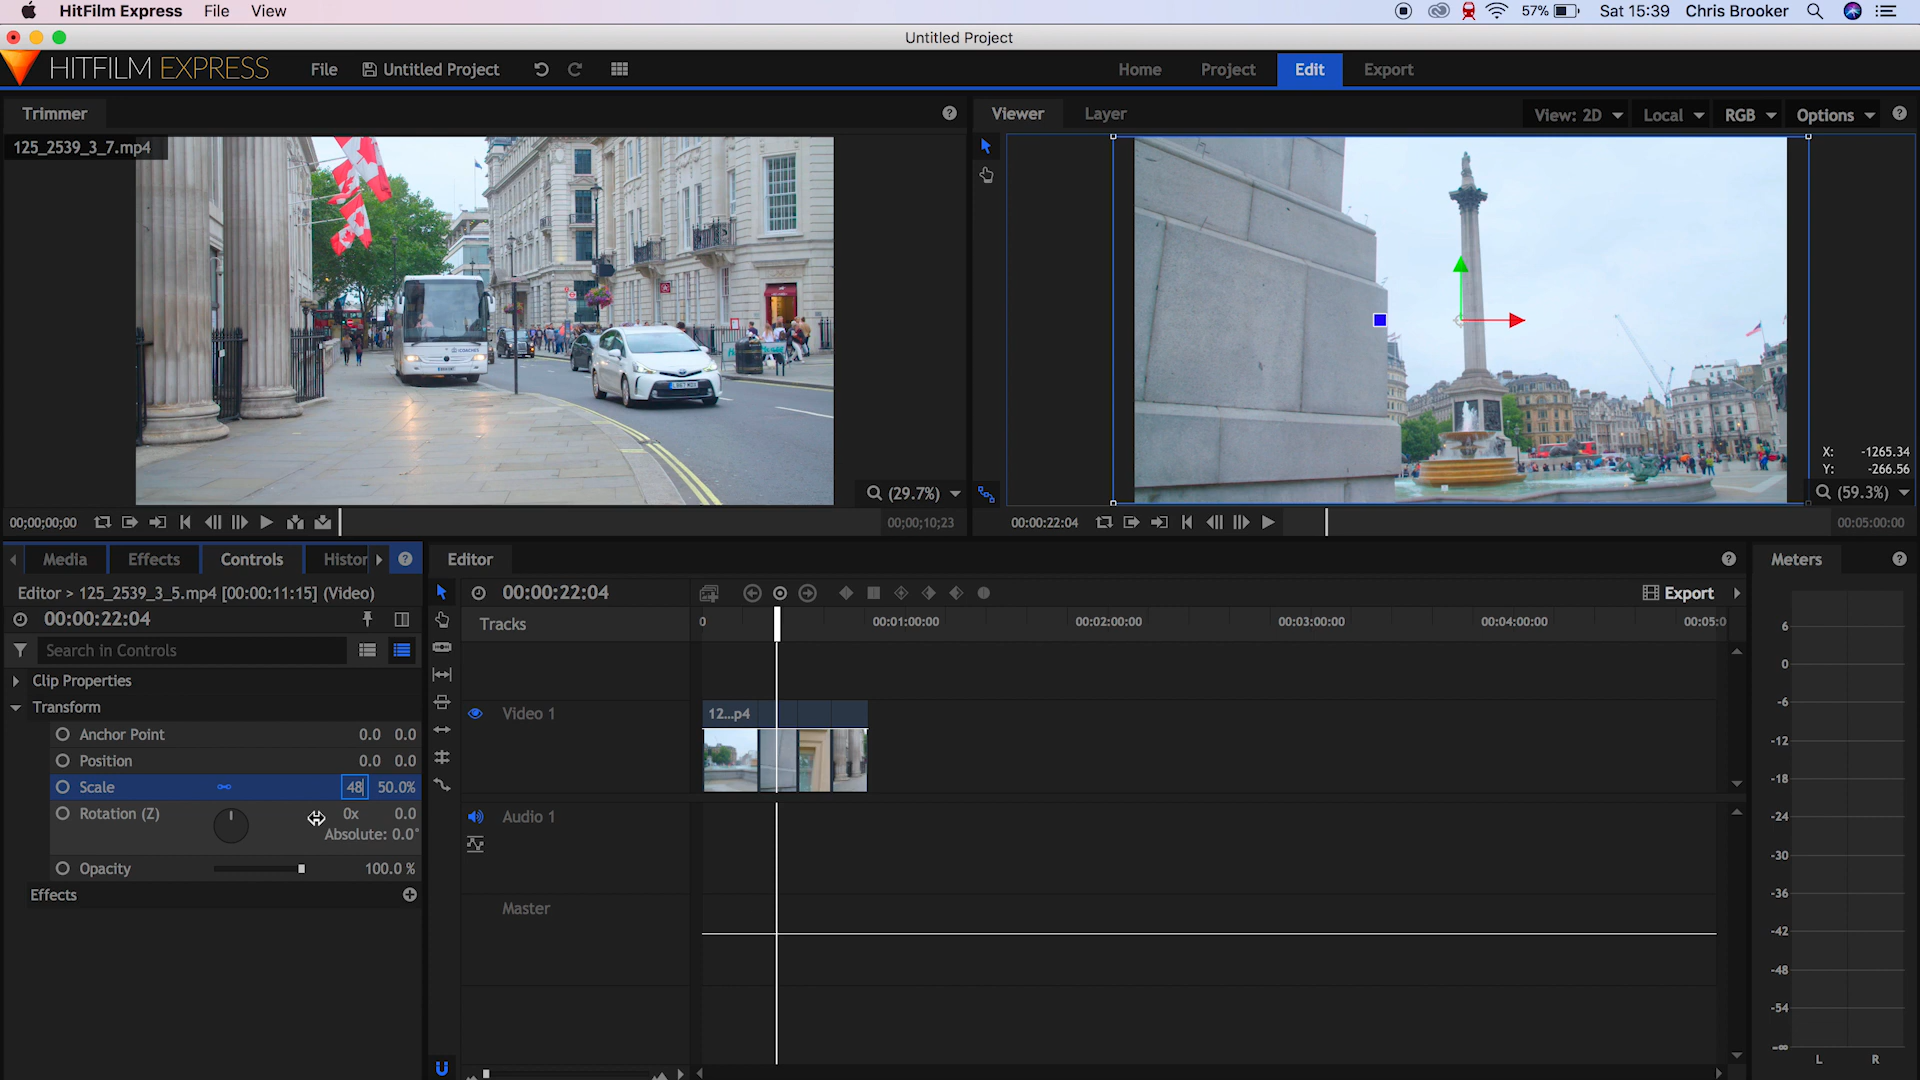 HitFilm Express File View 57% Sat 15:39 Chris Brooker
Untitled Project
HITFILM EXPRESS File Untitled Project Home Project Edit Export
Trimmer
125_2539_3_7.mp4
Viewer Layer View: 2D Local RGB Options
X: -1265.34
Y: -266.56
(29.7%)
(59.3%)
00;00;00;00 00;00;10;23
00:00:22:04 00:05:00:00
Media Effects Controls Histor
Editor > 125_2539_3_5.mp4 [00:00:11:15] (Video)
00:00:22:04
Search in Controls
Clip Properties
Transform
Anchor Point 0.0 0.0
Position 0.0 0.0
Scale 48 50.0%
Rotation (Z) 0x 0.0
Absolute: 0.0°
Opacity 100.0 %
Effects
Editor
00:00:22:04 Export
Tracks 0 00:01:00:00 00:02:00:00 00:03:00:00 00:04:00:00 00:05:0
Video 1 12...p4
Audio 1
Master
Meters
6
0
-6
-12
-18
-24
-30
-36
-42
-48
-54
-∞
L R